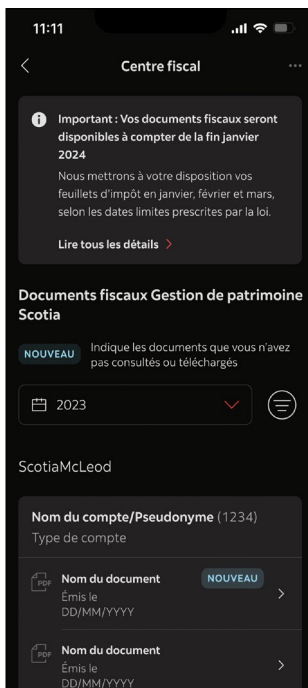 11:11
Centre fiscal
Important : Vos documents fiscaux seront
disponibles à compter de la fin janvier
2024
Nous mettrons à votre disposition vos
feuillets d'impôt en janvier, février et mars,
selon les dates limites prescrites par la loi.
Lire tous les détails
Documents fiscaux Gestion de patrimoine
Scotia
NOUVEAU Indique les documents que vous n'avez
pas consultés ou téléchargés
2023
ScotiaMcLeod
Nom du compte/Pseudonyme (1234)
Type de compte
PDF Nom du document NOUVEAU
Émis le
DD/MM/YYYY
PDF Nom du document
Émis le
DD/MM/YYYY